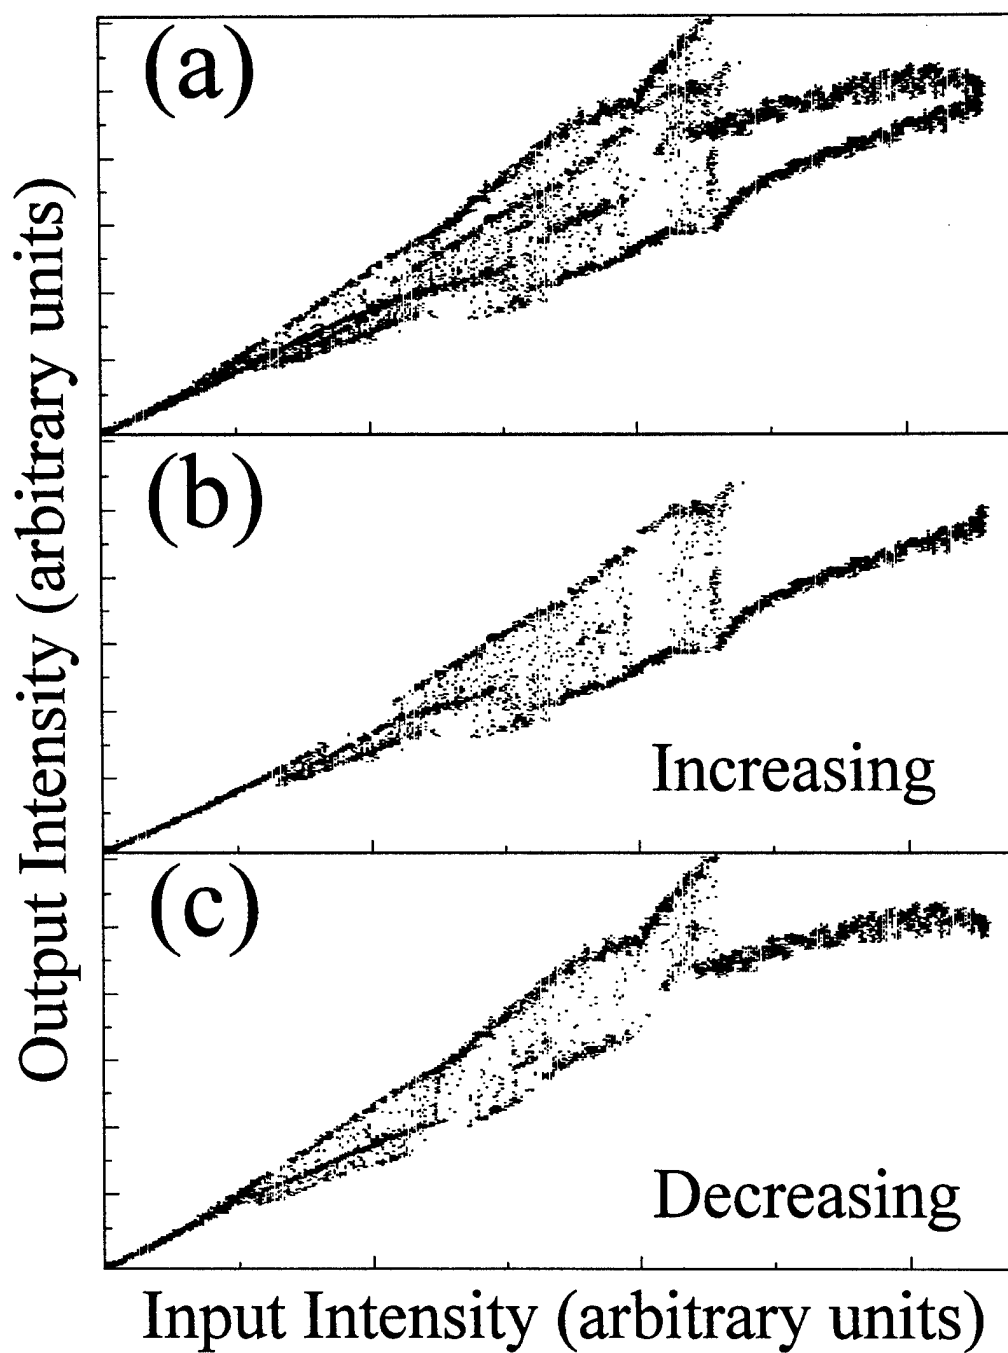 (a)
(b)
Increasing
(c)
Decreasing
Output Intensity (arbitrary units)
Input Intensity (arbitrary units)